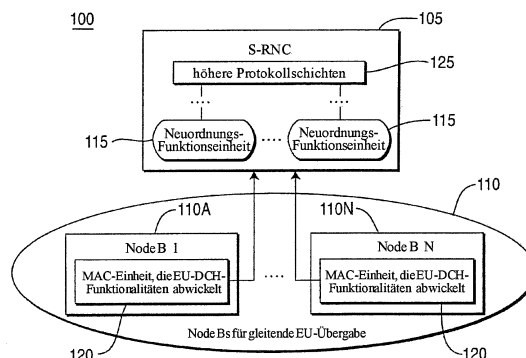 100
105
S-RNC
höhere Protokollschichten
125
....
....
115
Neuordnungs-
Funktionseinheit
....
Neuordnungs-
Funktionseinheit
115
110
110A
110N
NodeB 1
NodeB N
MAC-Einheit, die EU-DCH-
Funktionalitäten abwickelt
....
MAC-Einheit, die EU-DCH-
Funktionalitäten abwickelt
120
Node Bs für gleitende EU-Übergabe
120